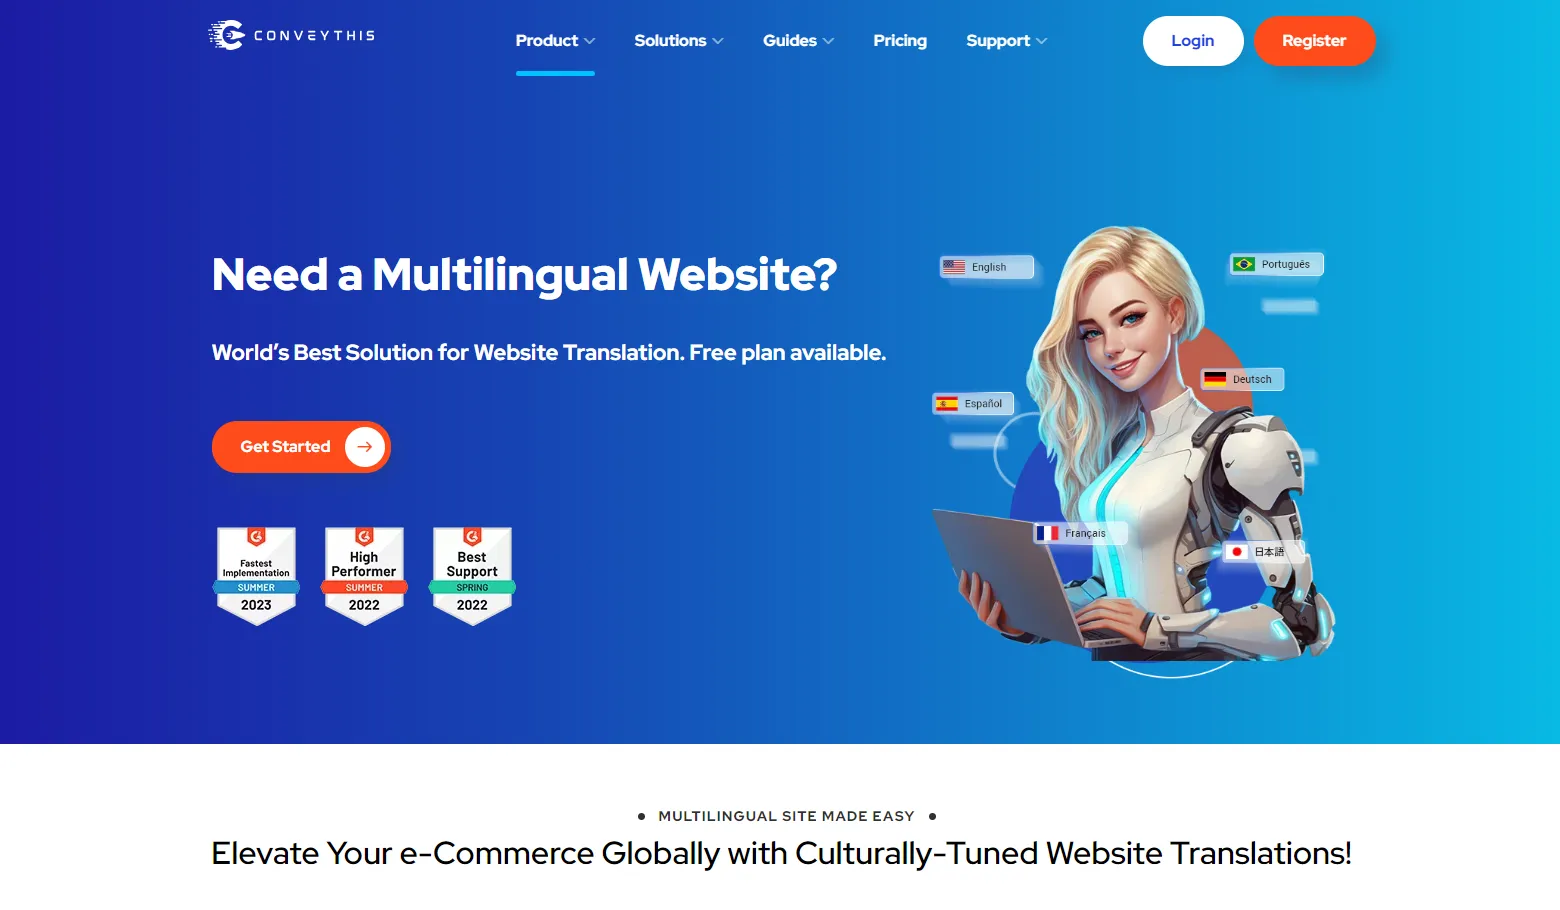 CONVEYTHIS
Product
Solutions
Guides
Pricing
Support
Login
Register
Need a Multilingual Website?
World's Best Solution for Website Translation. Free plan available.
Get Started
Fastest
Implementation
SUMMER
2023
High
Performer
SUMMER
2022
Best
Support
SPRING
2022
English
Português
Deutsch
Español
Français
日本語
MULTILINGUAL SITE MADE EASY
Elevate Your e-Commerce Globally with Culturally-Tuned Website Translations!